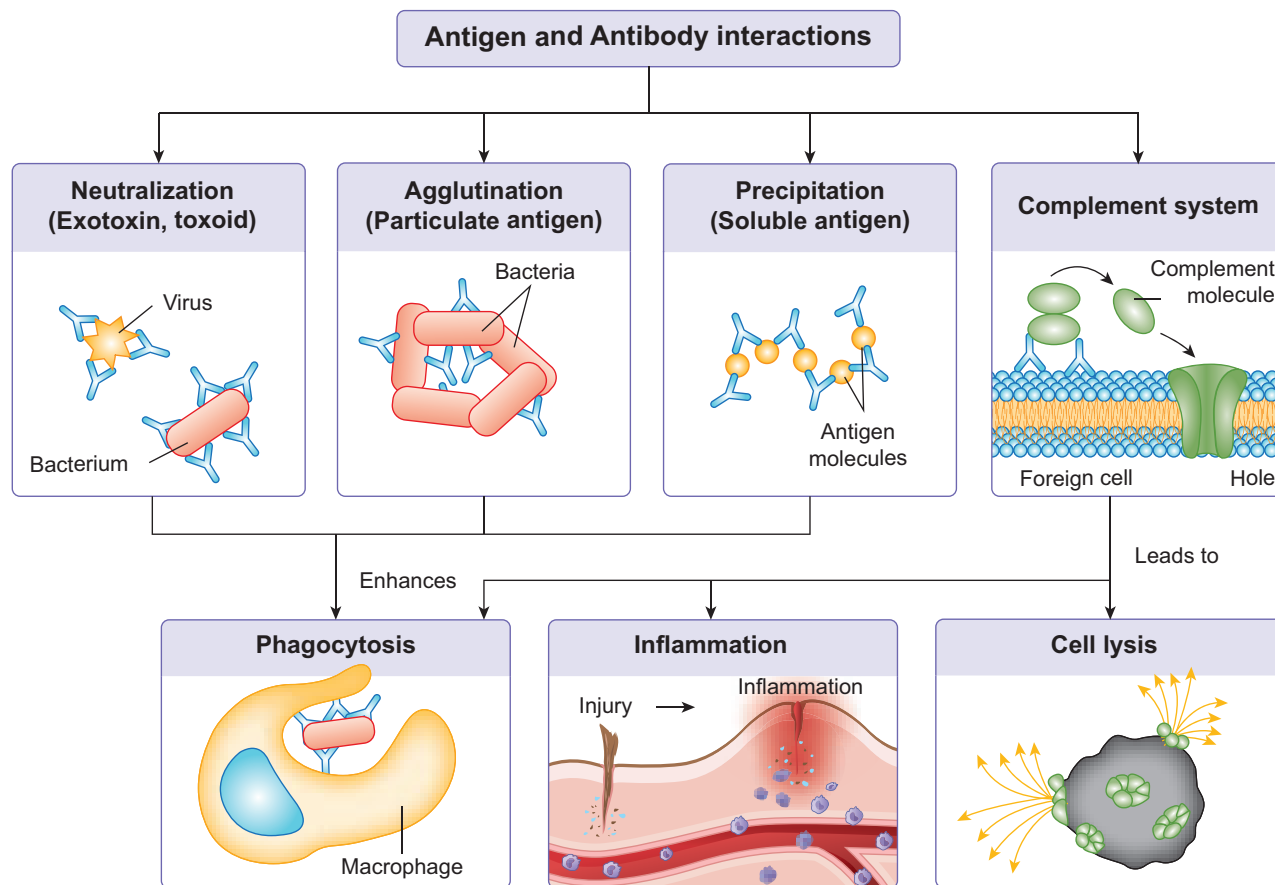 Antigen and Antibody interactions
Neutralization
(Exotoxin, toxoid)
Virus
Bacterium
Agglutination
(Particulate antigen)
Bacteria
Precipitation
(Soluble antigen)
Antigen
molecules
Complement system
Complement
molecule
Foreign cell
Hole
Enhances
Leads to
Phagocytosis
Macrophage
Inflammation
Injury
Inflammation
Cell lysis